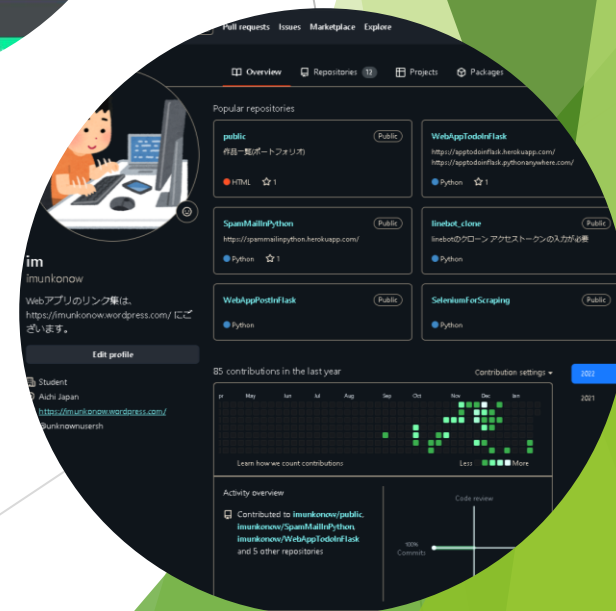 Pull requests Issues Marketplace Explore
Overview Repositories 12 Projects Packages
Popular repositories
public Public
作品一覧(ポートフォリオ)
HTML 1
WebAppTodoInFlask
https://apptodoinflask.herokuapp.com/
https://apptodoinflask.pythonanywhere.com/
Python 1
SpamMailInPython Public
https://spammailinpython.herokuapp.com/
Python 1
linebot_clone Public
linebotのクローン アクセストークンの入力が必要
Python
WebAppPostInFlask Public
Python
SeleniumForScraping Public
Python
im
imunkonow
Webアプリのリンク集は、
https://imunkonow.wordpress.com/ にご
ざいます。
Edit profile
Student
Aichi Japan
https://imunkonow.wordpress.com/
@unknownusersh
85 contributions in the last year Contribution settings
2022
2021
pr May Jun Jul Aug Sep Oct Nov Dec Jan
Learn how we count contributions Less More
Activity overview
Contributed to imunkonow/public,
imunkonow/SpamMailInPython,
imunkonow/WebAppTodoInFlask
and 5 other repositories
Code review
100%
Commits